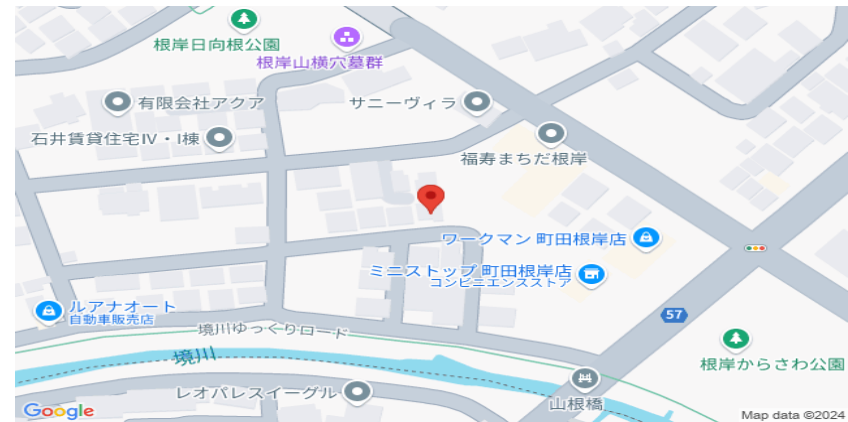 根岸日向根公園
根岸山横穴墓群
有限会社アクア
サニーヴィラ
石井賃貸住宅Ⅳ・Ⅰ棟
福寿まちだ根岸
ワークマン 町田根岸店
ミニストップ 町田根岸店
コンビニエンスストア
ルアナオート
自動車販売店
57
境川ゆっくりロード
境川
根岸からさわ公園
レオパレスイーグル
山根橋
Google
Map data ©2024